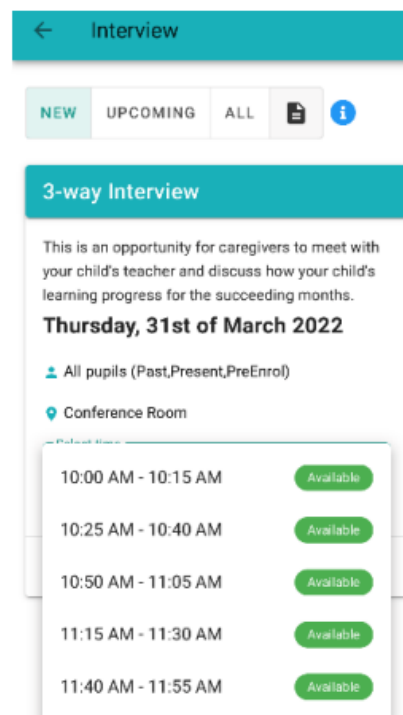 Interview
NEW
UPCOMING
ALL
3-way Interview
This is an opportunity for caregivers to meet with
your child's teacher and discuss how your child's
learning progress for the succeeding months.
Thursday, 31st of March 2022
All pupils (Past,Present,PreEnrol)
Conference Room
Select time
10:00 AM - 10:15 AM Available
10:25 AM - 10:40 AM Available
10:50 AM - 11:05 AM Available
11:15 AM - 11:30 AM Available
11:40 AM - 11:55 AM Available